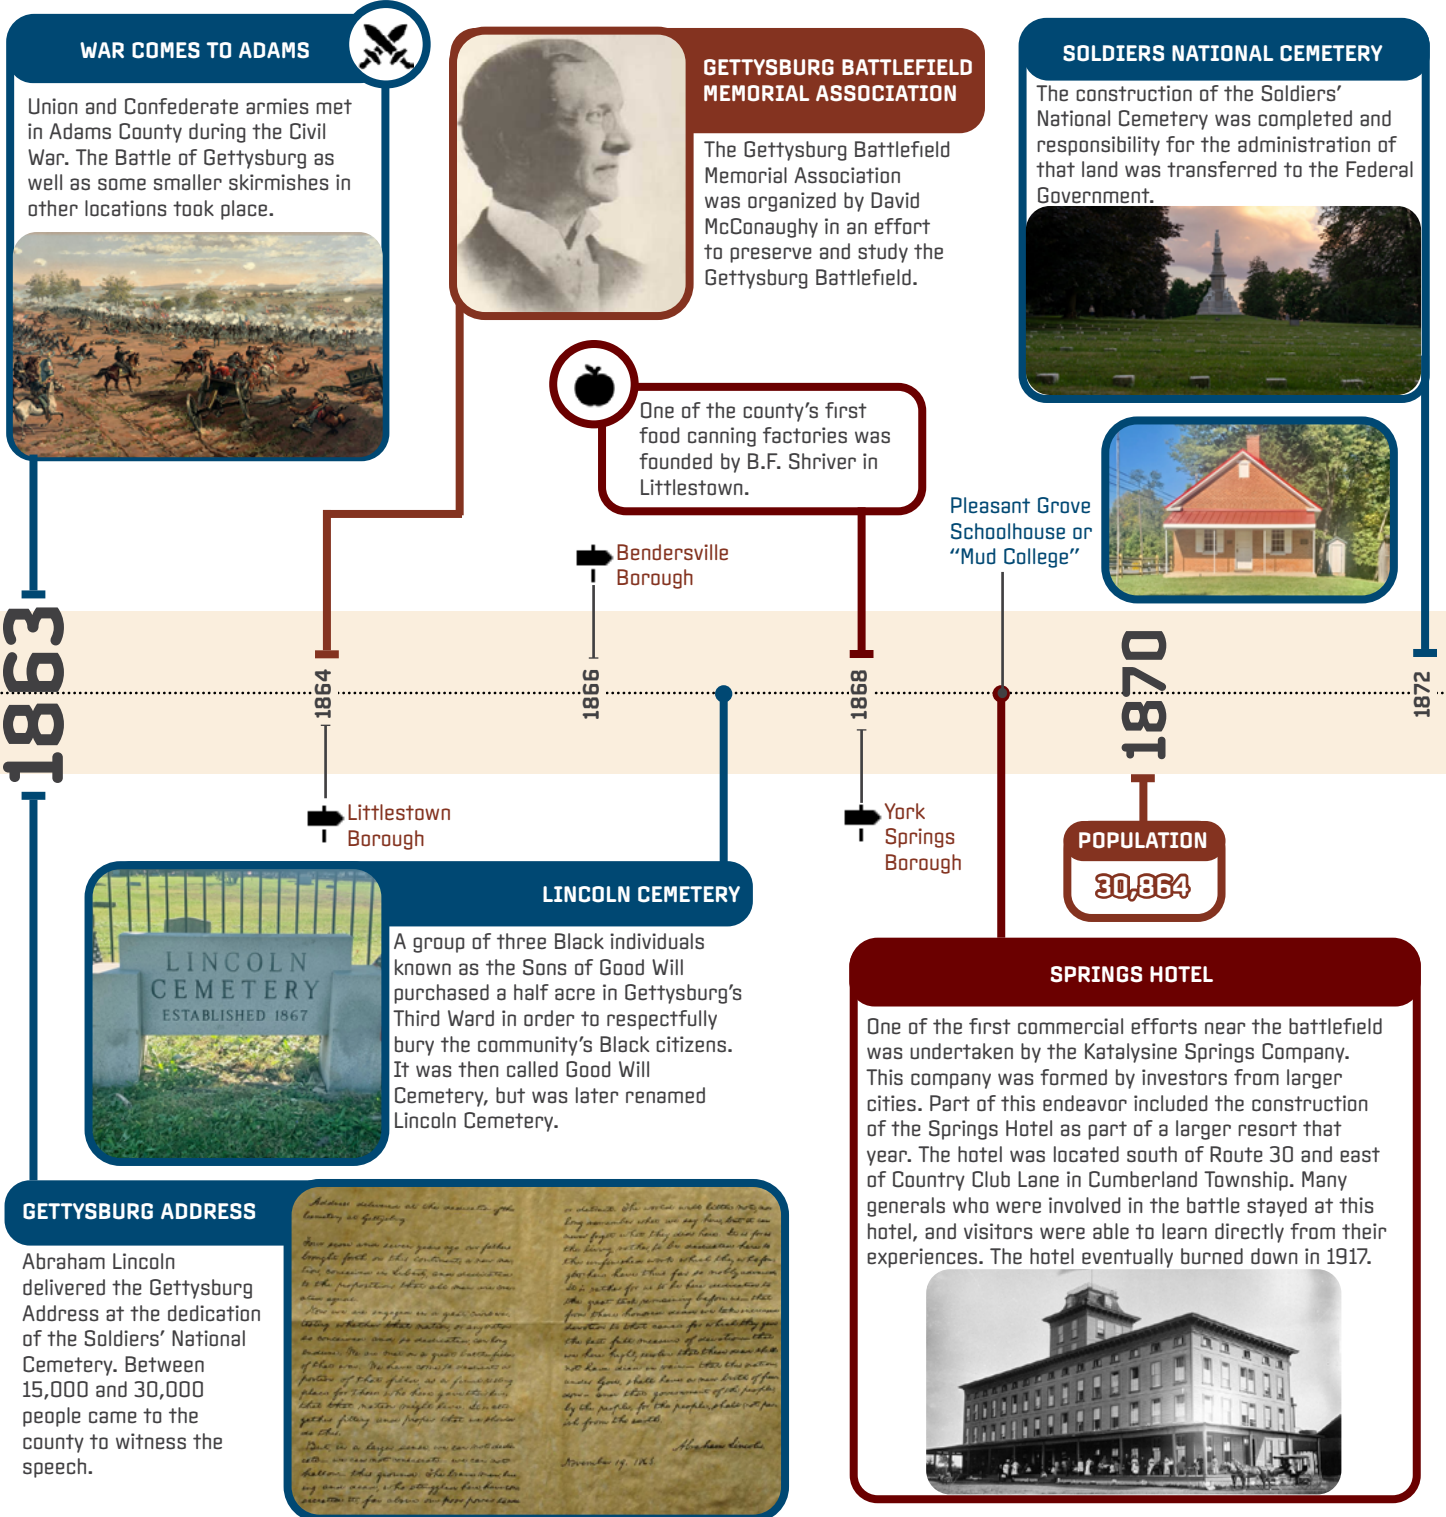 WAR COMES TO ADAMS
Union and Confederate armies met
in Adams County during the Civil
War. The Battle of Gettysburg as
well as some smaller skirmishes in
other locations took place.
GETTYSBURG BATTLEFIELD
MEMORIAL ASSOCIATION
The Gettysburg Battlefield
Memorial Association
was organized by David
McConaughy in an effort
to preserve and study the
Gettysburg Battlefield.
SOLDIERS NATIONAL CEMETERY
The construction of the Soldiers'
National Cemetery was completed and
responsibility for the administration of
that land was transferred to the Federal
Government.
One of the county's first
food canning factories was
founded by B.F. Shriver in
Littlestown.
Pleasant Grove
Schoolhouse or
“Mud College”
Bendersville
Borough
1863
1864
1866
1868
1870
1872
Littlestown
Borough
York
Springs
Borough
POPULATION
30,864
LINCOLN CEMETERY
LINCOLN
CEMETERY
ESTABLISHED 1867
A group of three Black individuals
known as the Sons of Good Will
purchased a half acre in Gettysburg's
Third Ward in order to respectfully
bury the community's Black citizens.
It was then called Good Will
Cemetery, but was later renamed
Lincoln Cemetery.
SPRINGS HOTEL
One of the first commercial efforts near the battlefield
was undertaken by the Katalysine Springs Company.
This company was formed by investors from larger
cities. Part of this endeavor included the construction
of the Springs Hotel as part of a larger resort that
year. The hotel was located south of Route 30 and east
of Country Club Lane in Cumberland Township. Many
generals who were involved in the battle stayed at this
hotel, and visitors were able to learn directly from their
experiences. The hotel eventually burned down in 1917.
GETTYSBURG ADDRESS
Abraham Lincoln
delivered the Gettysburg
Address at the dedication
of the Soldiers' National
Cemetery. Between
15,000 and 30,000
people came to the
county to witness the
speech.
Abraham Lincoln
November 19, 1863